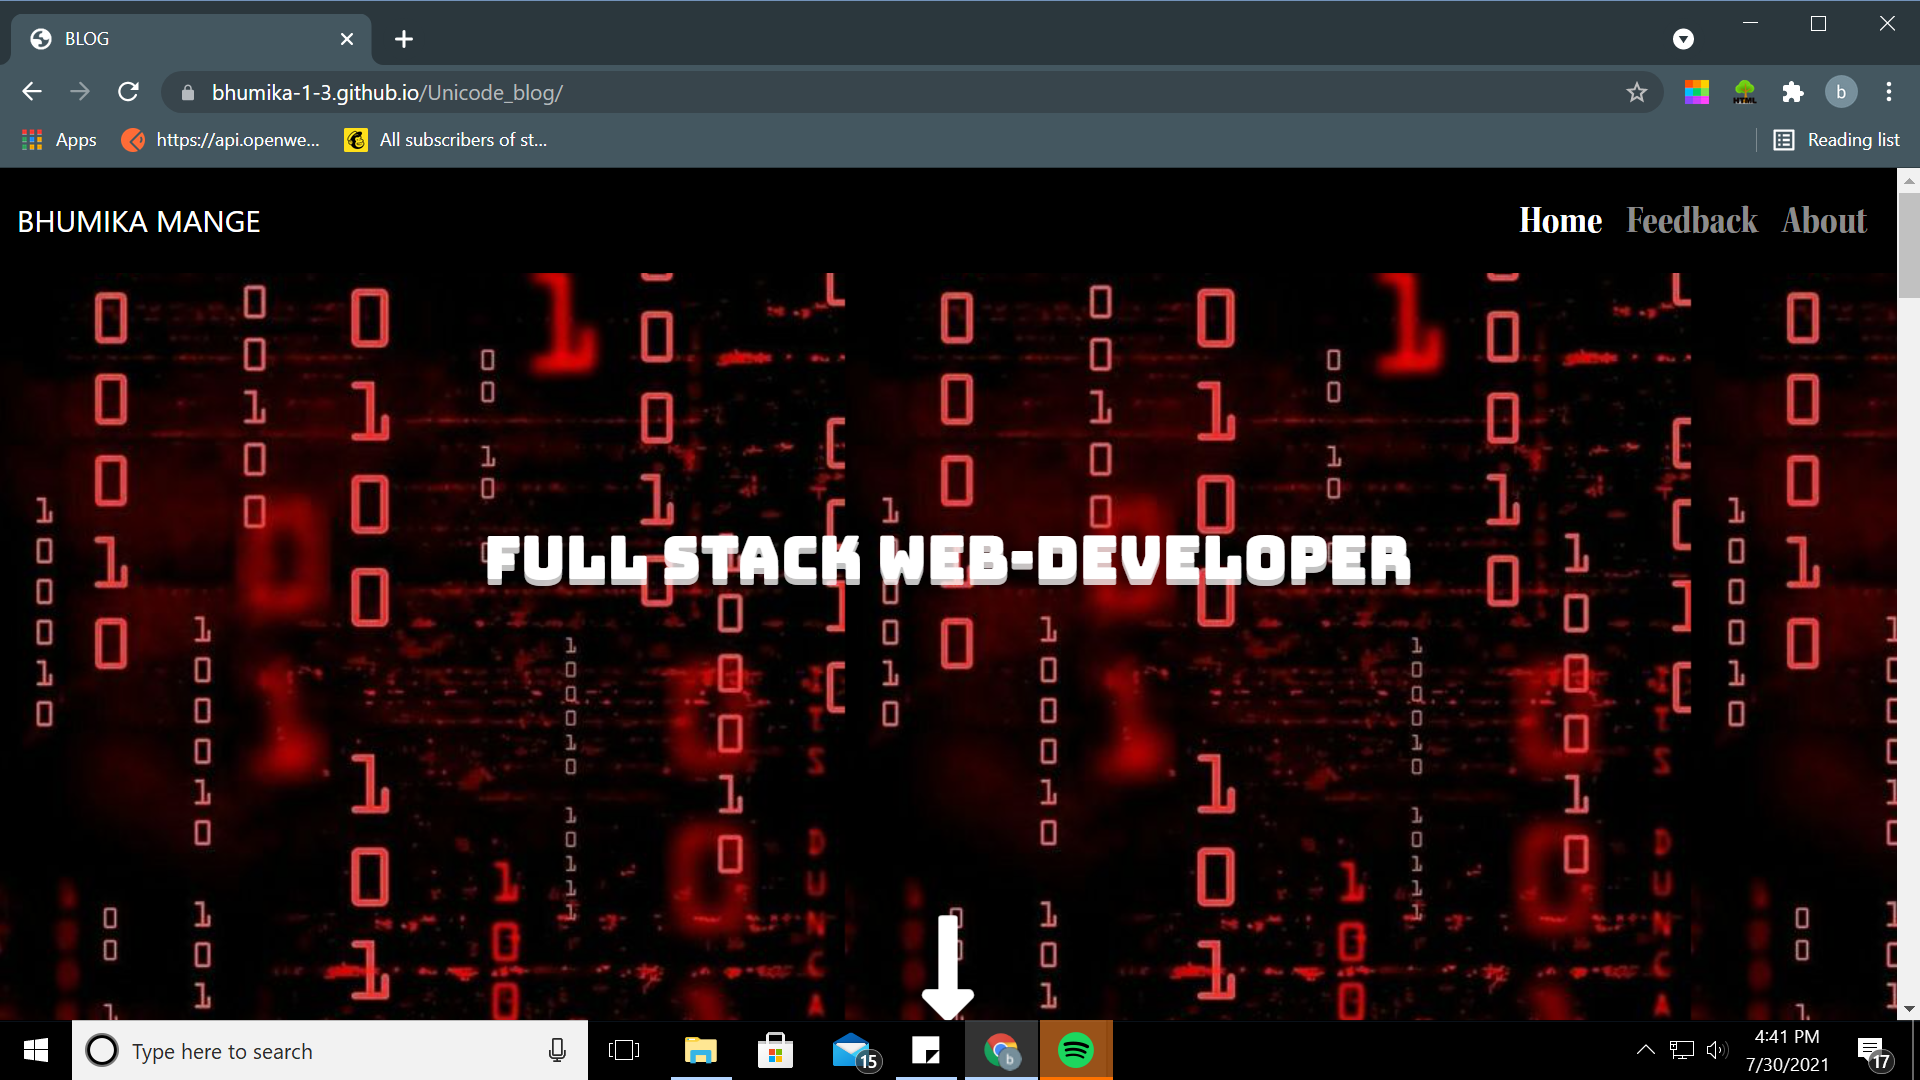 BLOG
bhumika-1-3.github.io/Unicode_blog/
b
Apps
https://api.openwe...
All subscribers of st...
Reading list
BHUMIKA MANGE
Home
Feedback
About
FULL STACK WEB-DEVELOPER
Type here to search
15
b
4:41 PM
7/30/2021
17